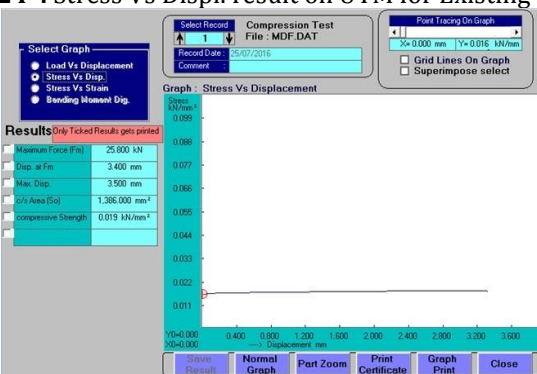 Stress Vs Disp. result on UTM for Existing
Select Graph
Load Vs Displacement
Stress Vs Disp.
Stress Vs Strain
Bending Moment Dig.
Select Record
1
Compression Test
File : MDF.DAT
Record Date : 25/07/2016
Comment :
Point Tracing On Graph
X= 0.000 mm Y= 0.016 kN/mm
Grid Lines On Graph
Superimpose select
Graph : Stress Vs Displacement
Results Only Ticked Results gets printed
Maximum Force (Fm) 25.800 kN
Disp. at Fm 3.400 mm
Max. Disp. 3.500 mm
c/s Area (So) 1,386.000 mm²
compressive Strength 0.019 kN/mm²
Stress
kN/mm²
0.099
0.088
0.077
0.066
0.055
0.044
0.033
0.022
0.011
Y0=0.000
X0=0.000
0.400 0.800 1.200 1.600 2.000 2.400 2.800 3.200 3.600
---> Displacement mm
Save Result
Normal Graph
Part Zoom
Print Certificate
Graph Print
Close